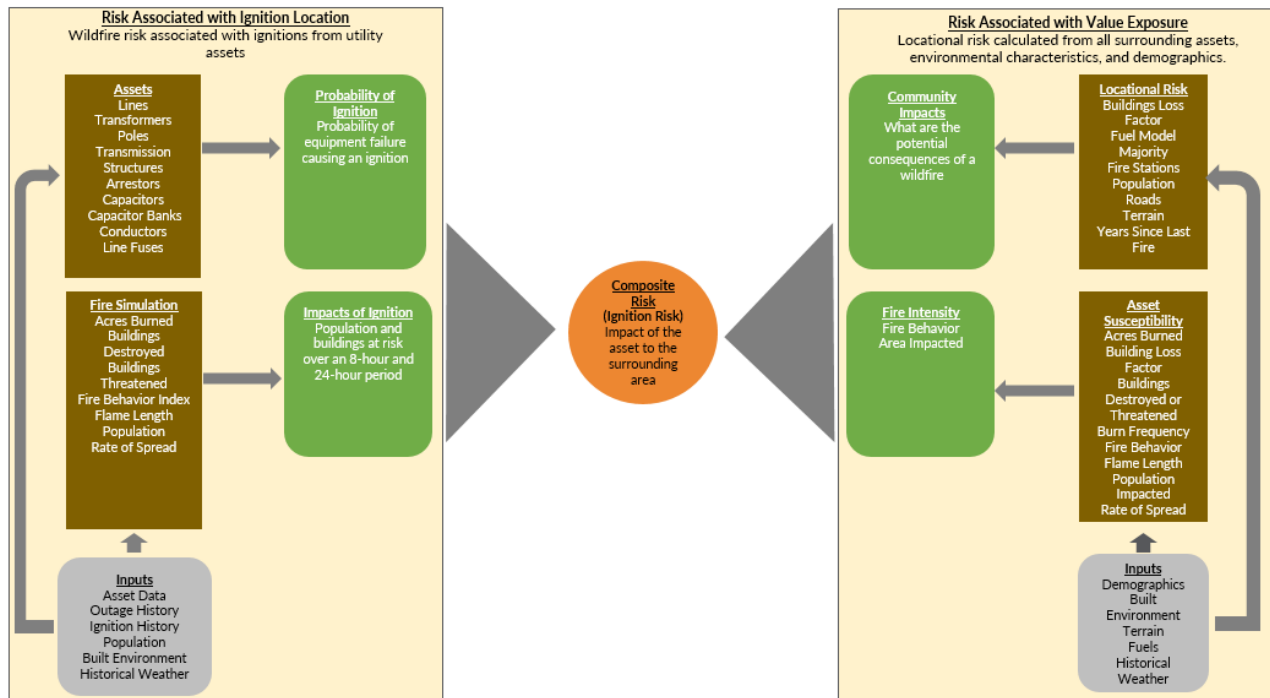 Risk Associated with Ignition Location
Wildfire risk associated with ignitions from utility
assets
Assets
Lines
Transformers
Poles
Transmission
Structures
Arrestors
Capacitors
Capacitor Banks
Conductors
Line Fuses
Probability of
Ignition
Probability of
equipment failure
causing an ignition
Fire Simulation
Acres Burned
Buildings
Destroyed
Buildings
Threatened
Fire Behavior Index
Flame Length
Population
Rate of Spread
Impacts of Ignition
Population and
buildings at risk
over an 8-hour and
24-hour period
Inputs
Asset Data
Outage History
Ignition History
Population
Built Environment
Historical Weather
Composite
Risk
(Ignition Risk)
Impact of the
asset to the
surrounding
area
Risk Associated with Value Exposure
Locational risk calculated from all surrounding assets,
environmental characteristics, and demographics.
Community
Impacts
What are the
potential
consequences of a
wildfire
Locational Risk
Buildings Loss
Factor
Fuel Model
Majority
Fire Stations
Population
Roads
Terrain
Years Since Last
Fire
Fire Intensity
Fire Behavior
Area Impacted
Asset
Susceptibility
Acres Burned
Building Loss
Factor
Buildings
Destroyed or
Threatened
Burn Frequency
Fire Behavior
Flame Length
Population
Impacted
Rate of Spread
Inputs
Demographics
Built
Environment
Terrain
Fuels
Historical
Weather